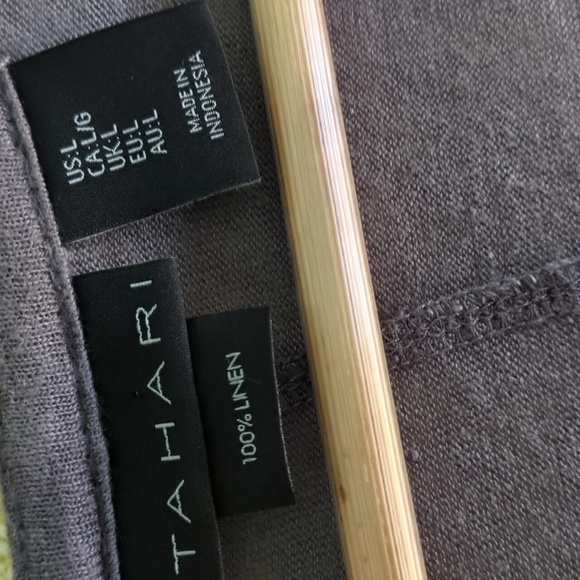 US:L
CA:L/G
UK:L
EU:L
AU:L
MADE IN
INDONESIA
TAHARI
100% LINEN